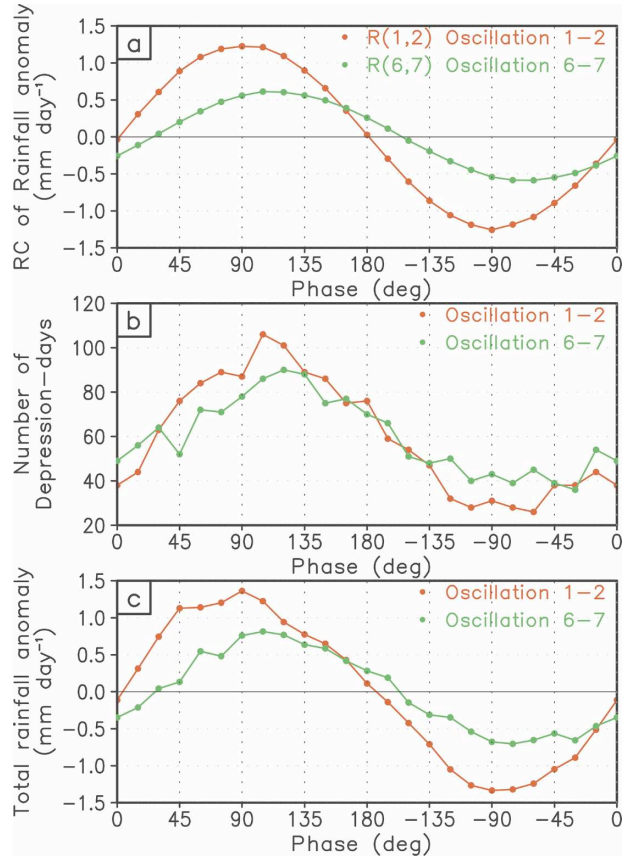 a
R(1,2) Oscillation 1−2
R(6,7) Oscillation 6−7
RC of Rainfall anomaly
(mm day⁻¹)
1.5
1.0
0.5
0.0
−0.5
−1.0
−1.5
0 45 90 135 180 −135 −90 −45 0
Phase (deg)
b
Oscillation 1−2
Oscillation 6−7
Number of
Depression−days
120
100
80
60
40
20
0 45 90 135 180 −135 −90 −45 0
Phase (deg)
c
Oscillation 1−2
Oscillation 6−7
Total rainfall anomaly
(mm day⁻¹)
1.5
1.0
0.5
0.0
−0.5
−1.0
−1.5
0 45 90 135 180 −135 −90 −45 0
Phase (deg)